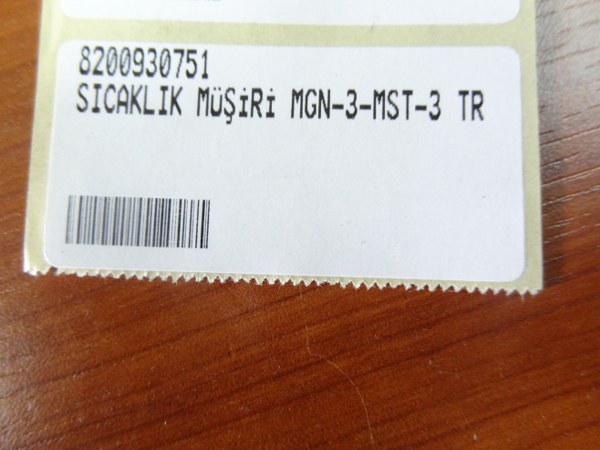 8200930751
SICAKLIK MÜŞİRİ MGN-3-MST-3 TR